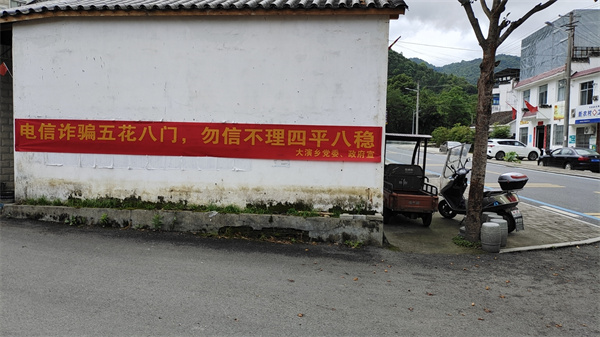 电信诈骗五花八门，勿信不理四平八稳
大濱乡党委、政府宣